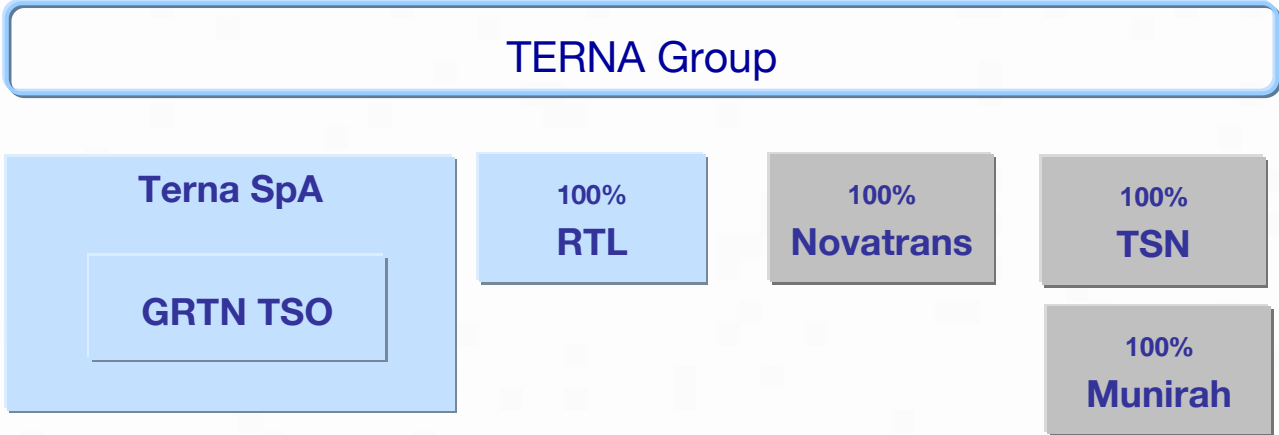 TERNA Group
Terna SpA
GRTN TSO
100%
RTL
100%
Novatrans
100%
TSN
100%
Munirah